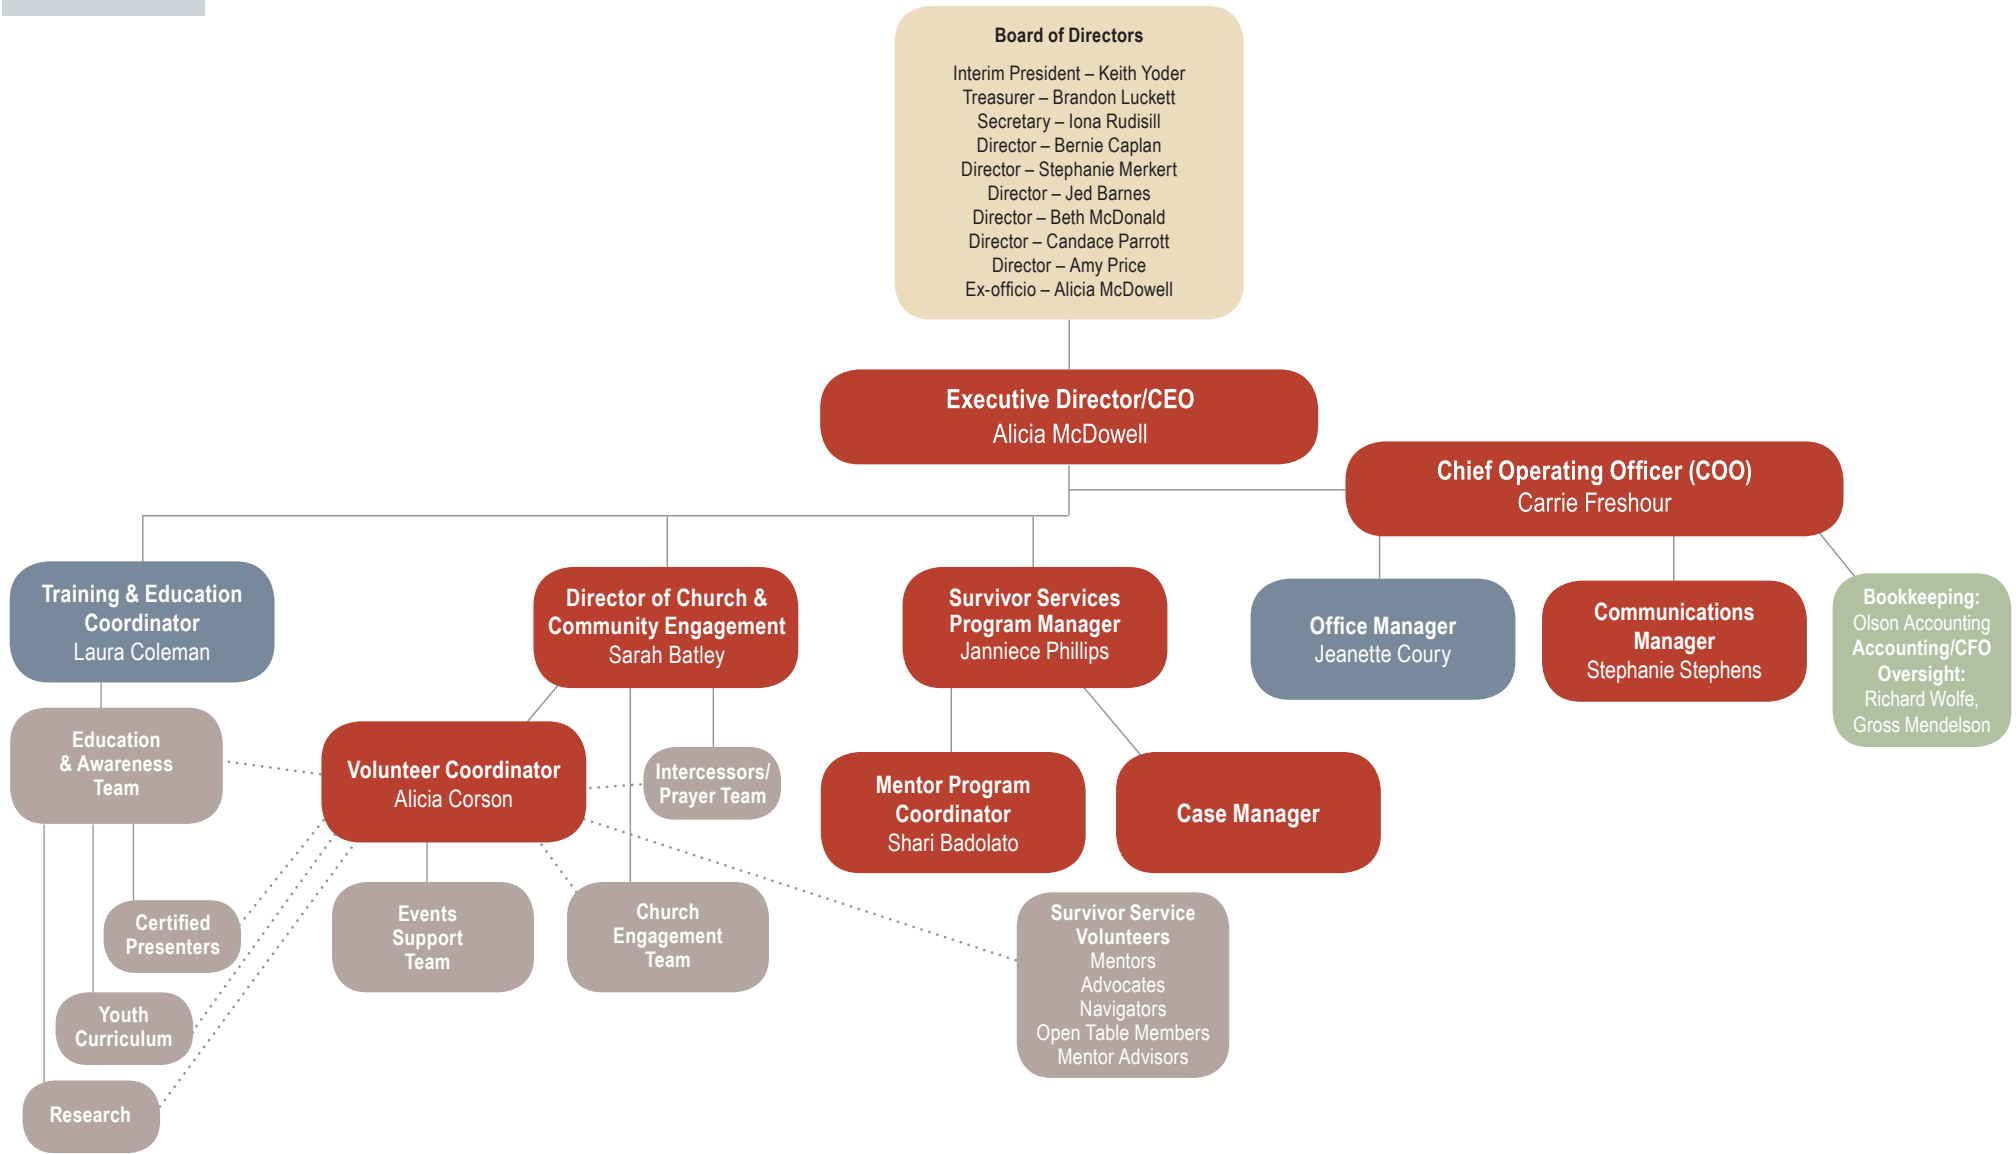 Board of Directors
Interim President – Keith Yoder
Treasurer – Brandon Luckett
Secretary – Iona Rudisill
Director – Bernie Caplan
Director – Stephanie Merkert
Director – Jed Barnes
Director – Beth McDonald
Director – Candace Parrott
Director – Amy Price
Ex-officio – Alicia McDowell
Executive Director/CEO
Alicia McDowell
Chief Operating Officer (COO)
Carrie Freshour
Training & Education
Coordinator
Laura Coleman
Director of Church &
Community Engagement
Sarah Batley
Survivor Services
Program Manager
Janniece Phillips
Office Manager
Jeanette Coury
Communications
Manager
Stephanie Stephens
Bookkeeping:
Olson Accounting
Accounting/CFO
Oversight:
Richard Wolfe,
Gross Mendelson
Education
& Awareness
Team
Volunteer Coordinator
Alicia Corson
Intercessors/
Prayer Team
Mentor Program
Coordinator
Shari Badolato
Case Manager
Certified
Presenters
Events
Support
Team
Church
Engagement
Team
Survivor Service
Volunteers
Mentors
Advocates
Navigators
Open Table Members
Mentor Advisors
Youth
Curriculum
Research